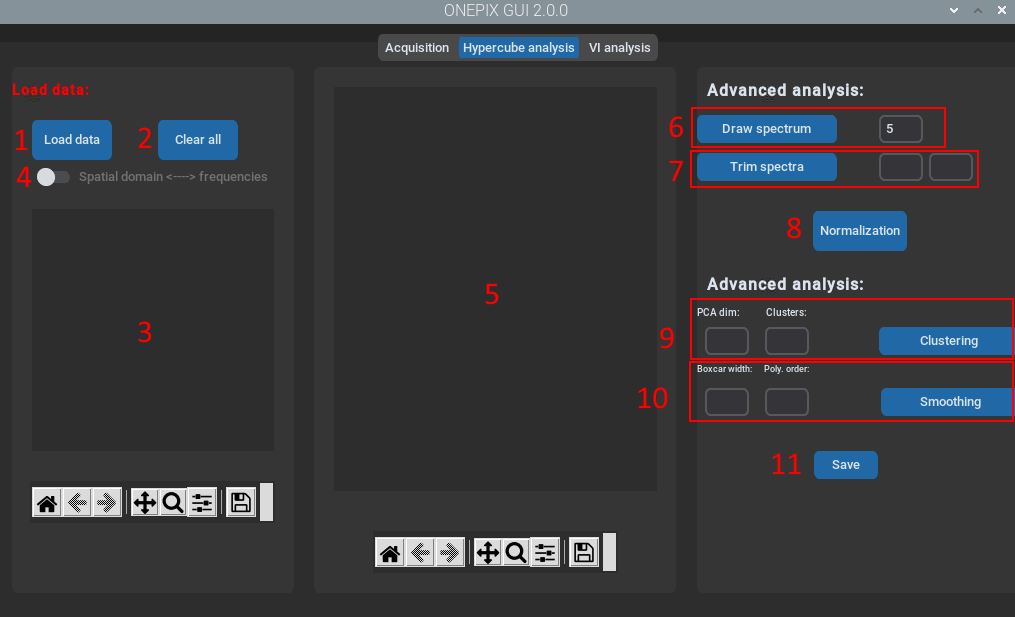 ONEPIX GUI 2.0.0
Acquisition Hypercube analysis VI analysis
Load data:
1 Load data 2 Clear all
4 Spatial domain <----> frequencies
3
5
Advanced analysis:
6 Draw spectrum 5
7 Trim spectra
8 Normalization
Advanced analysis:
PCA dim: Clusters:
9 Clustering
Boxcar width: Poly. order:
10 Smoothing
11 Save